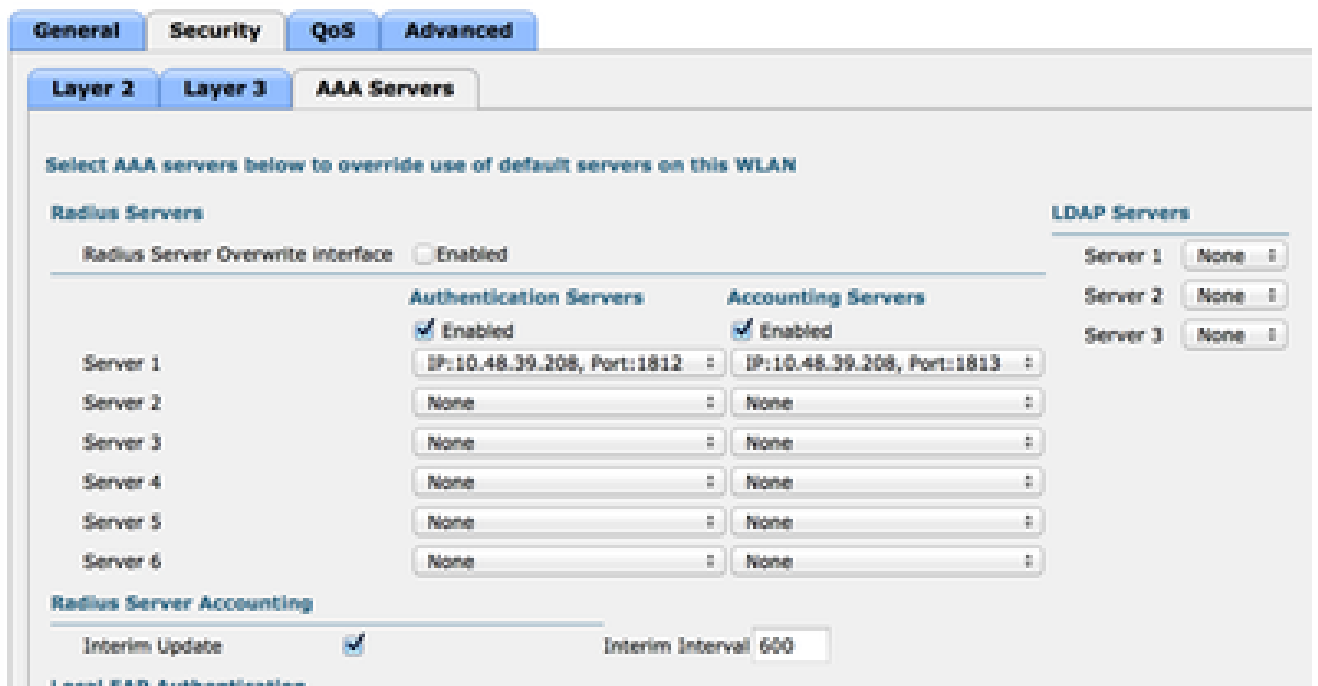 General Security QoS Advanced
Layer 2 Layer 3 AAA Servers
Select AAA servers below to override use of default servers on this WLAN
Radius Servers LDAP Servers
Radius Server Overwrite interface Enabled Server 1 None
Authentication Servers Accounting Servers Server 2 None
Enabled Enabled Server 3 None
Server 1 IP:10.48.39.208, Port:1812 IP:10.48.39.208, Port:1813
Server 2 None None
Server 3 None None
Server 4 None None
Server 5 None None
Server 6 None None
Radius Server Accounting
Interim Update Interim Interval 600
Local EAP Authentication